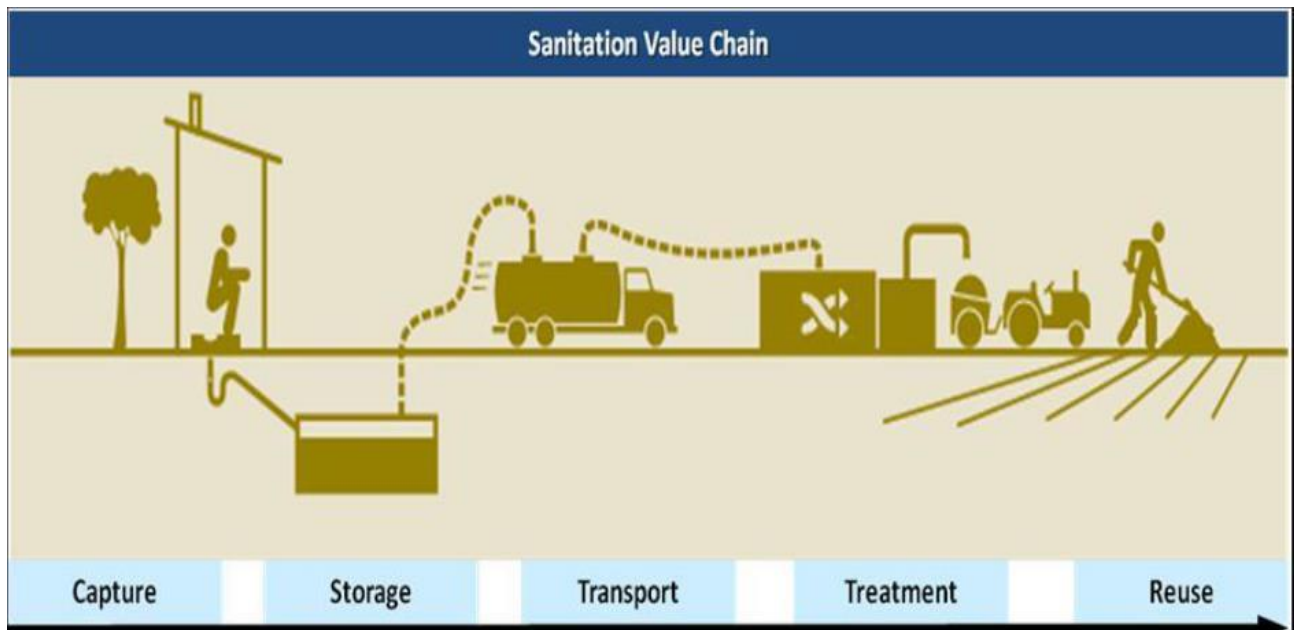 Sanitation Value Chain
Capture
Storage
Transport
Treatment
Reuse